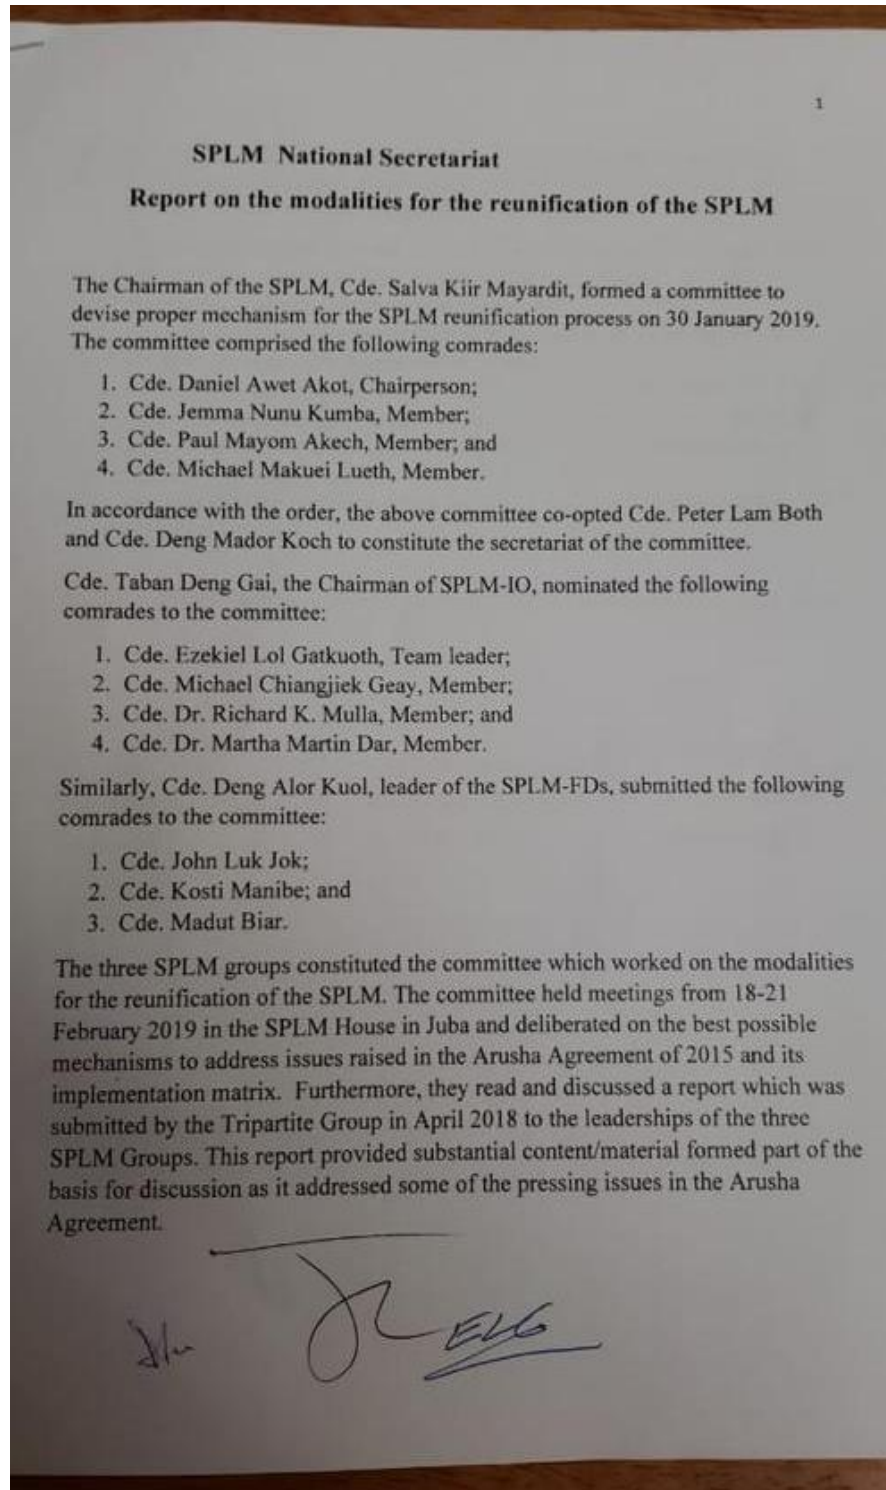 1
SPLM National Secretariat
Report on the modalities for the reunification of the SPLM
The Chairman of the SPLM, Cde. Salva Kiir Mayardit, formed a committee to
devise proper mechanism for the SPLM reunification process on 30 January 2019.
The committee comprised the following comrades:
1. Cde. Daniel Awet Akot, Chairperson;
2. Cde. Jemma Nunu Kumba, Member;
3. Cde. Paul Mayom Akech, Member; and
4. Cde. Michael Makuei Lueth, Member.
In accordance with the order, the above committee co-opted Cde. Peter Lam Both
and Cde. Deng Mador Koch to constitute the secretariat of the committee.
Cde. Taban Deng Gai, the Chairman of SPLM-IO, nominated the following
comrades to the committee:
1. Cde. Ezekiel Lol Gatkuoth, Team leader;
2. Cde. Michael Chiangjiek Geay, Member;
3. Cde. Dr. Richard K. Mulla, Member; and
4. Cde. Dr. Martha Martin Dar, Member.
Similarly, Cde. Deng Alor Kuol, leader of the SPLM-FDs, submitted the following
comrades to the committee:
1. Cde. John Luk Jok;
2. Cde. Kosti Manibe; and
3. Cde. Madut Biar.
The three SPLM groups constituted the committee which worked on the modalities
for the reunification of the SPLM. The committee held meetings from 18-21
February 2019 in the SPLM House in Juba and deliberated on the best possible
mechanisms to address issues raised in the Arusha Agreement of 2015 and its
implementation matrix. Furthermore, they read and discussed a report which was
submitted by the Tripartite Group in April 2018 to the leaderships of the three
SPLM Groups. This report provided substantial content/material formed part of the
basis for discussion as it addressed some of the pressing issues in the Arusha
Agreement.
ELG